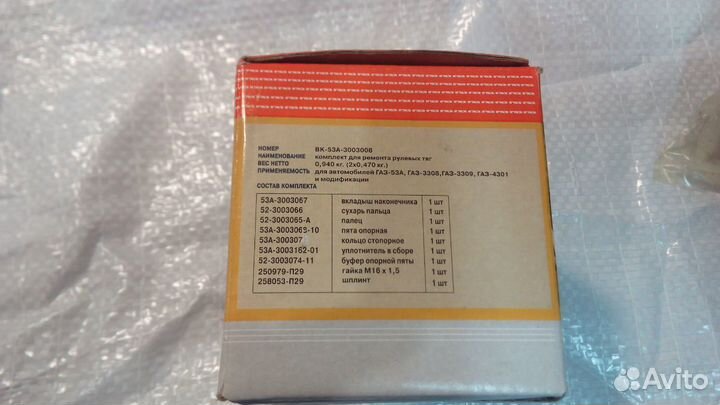 НОМЕР ВК-53А-3003006
НАИМЕНОВАНИЕ комплект для ремонта рулевых тяг
ВЕС НЕТТО 0,940 кг. (2х0,470 кг.)
ПРИМЕНЯЕМОСТЬ для автомобилей ГАЗ-53А, ГАЗ-3308, ГАЗ-3309, ГАЗ-4301
и модификации
СОСТАВ КОМПЛЕКТА
53А-3003067 вкладыш наконечника 1 шт
52-3003066 сухарь пальца 1 шт
52-3003065-А палец 1 шт
53А-3003068-10 пята опорная 1 шт
53А-300307 кольцо стопорное 1 шт
53А-3003162-01 уплотнитель в сборе 1 шт
52-3003074-11 буфер опорной пяты 1 шт
250979-П29 гайка М16 х 1,5 1 шт
258053-П29 шплинт 1 шт
Avito